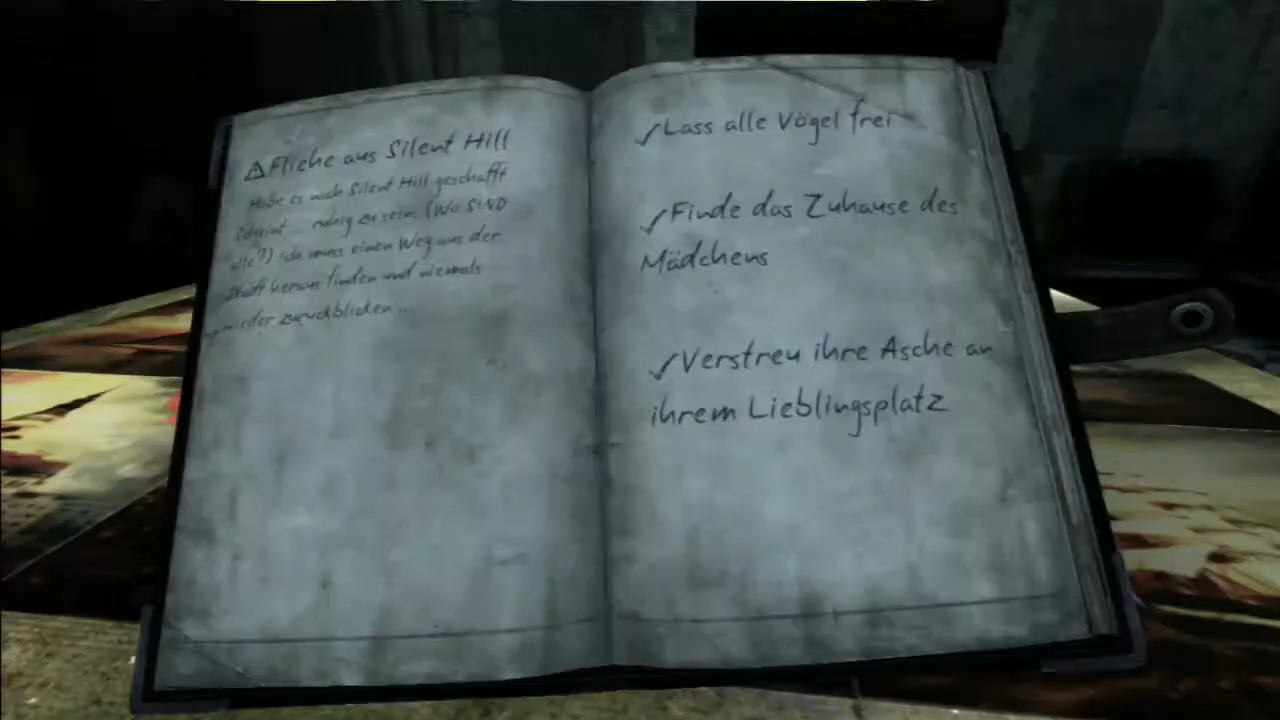 ⚠Fliehe aus Silent Hill
Habe es nach Silent Hill geschafft
Scheint ruhig zu sein. (Wo SIND
alle?) Ich muss einen Weg aus der
Stadt heraus finden und niemals
wieder zurückblicken...
✓Lass alle Vögel frei
✓Finde das Zuhause des
Mädchens
✓Verstreu ihre Asche an
ihrem Lieblingsplatz